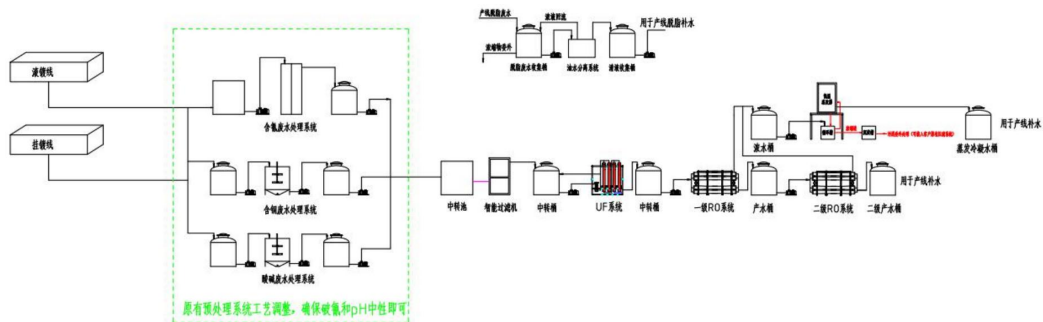 产线脱脂废水
浓液回流
用于产线脱脂补水
浓缩物委外
脱脂废水收集桶
油水分离系统
清液收集桶
滚镀线
挂镀线
含氰废水处理系统
含铜废水处理系统
酸碱废水处理系统
原有预处理系统工艺调整，确保破氰和pH中性即可
中转池
智能过滤机
中转桶
UF系统
中转桶
一级RO系统
产水桶
二级RO系统
二级产水桶
用于产线补水
浓水桶
蒸发冷凝水桶
用于产线补水